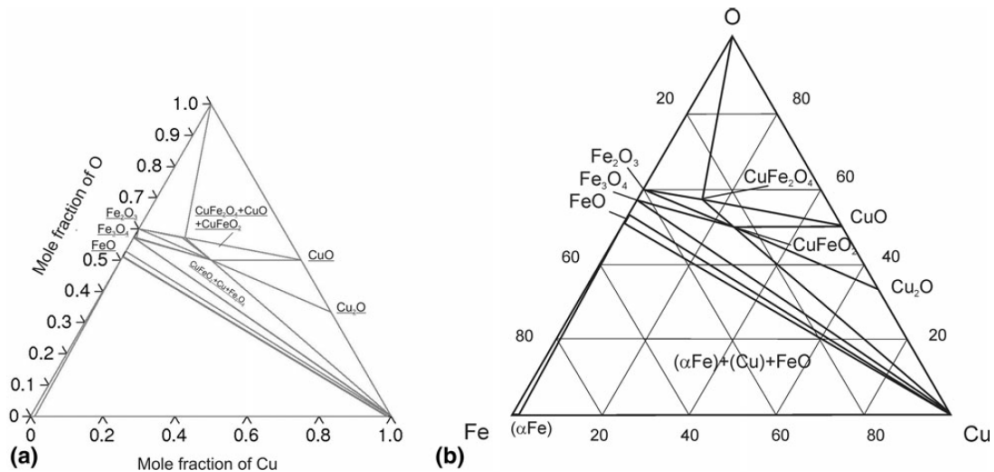 1.0
0.9
0.8
0.7
0.6
0.5
0.4
0.3
0.2
0.1
0
Mole fraction of O
Fe₂O₃
Fe₃O₄
FeO
CuFe₂O₄+CuO
+CuFeO₂
CuO
CuFeO₂+Cu+Fe₃O₄
Cu₂O
0
0.2
0.4
0.6
0.8
1.0
Mole fraction of Cu
(a)
O
20
80
Fe₂O₃
Fe₃O₄
FeO
CuFe₂O₄
60
CuO
CuFeO₂
60
40
Cu₂O
80
20
(αFe)+(Cu)+FeO
Fe
(αFe)
20
40
60
80
Cu
(b)